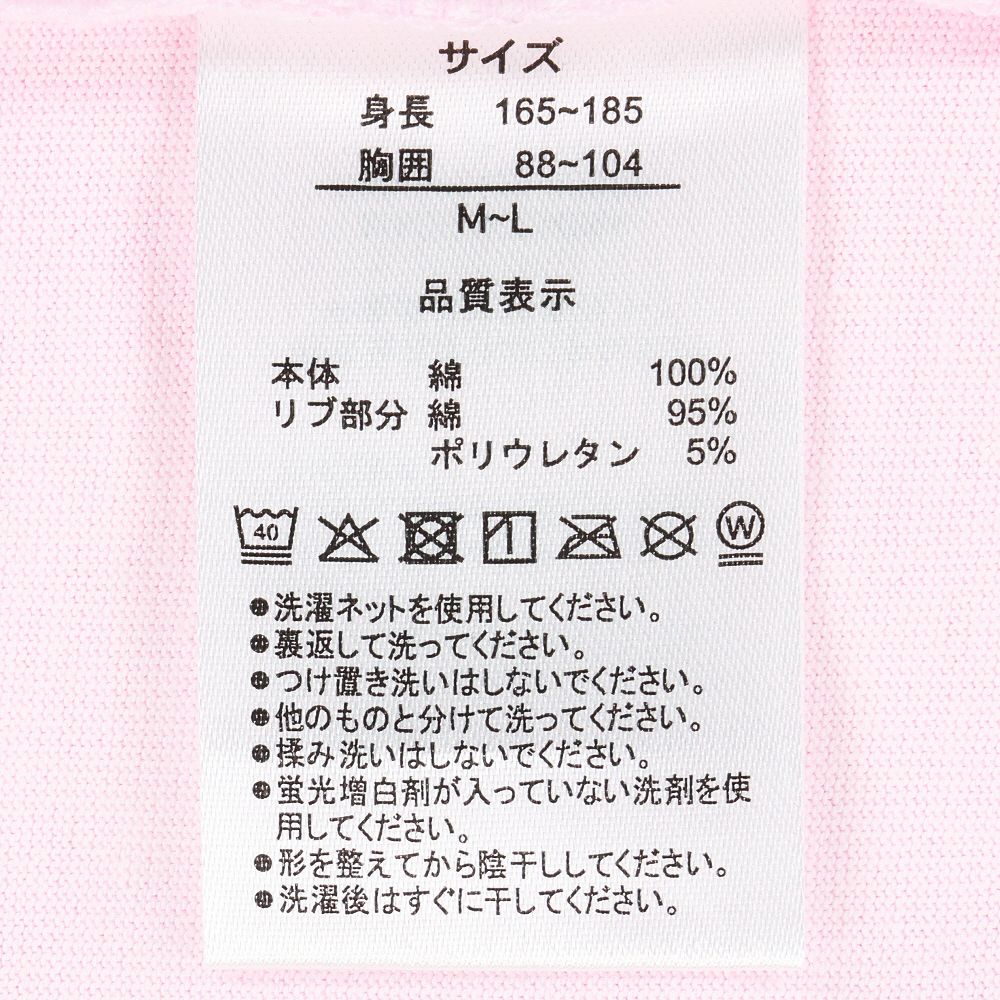 サイズ
身長 165~185
胸囲 88~104
M~L
品質表示
本体 綿 100%
リブ部分 綿 95%
ポリウレタン 5%
40 W
●洗濯ネットを使用してください。
●裏返して洗ってください。
●つけ置き洗いはしないでください。
●他のものと分けて洗ってください。
●揉み洗いはしないでください。
●蛍光増白剤が入っていない洗剤を使
用してください。
●形を整えてから陰干ししてください。
●洗濯後はすぐに干してください。